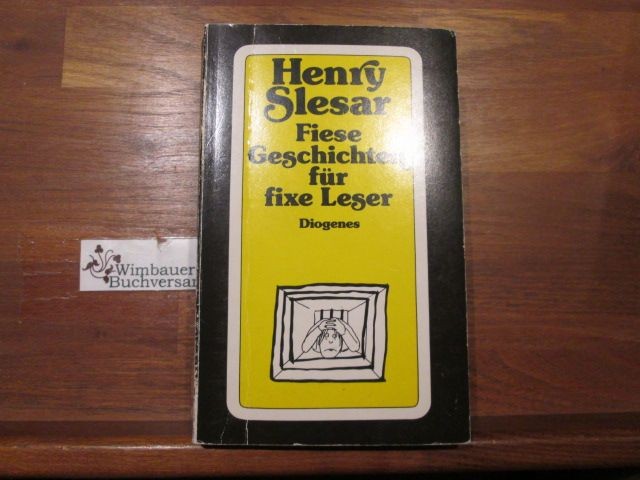 Henry
Slesar
Fiese
Geschichten
für
fixe Leser
Diogenes
Wimbauer
Buchversan